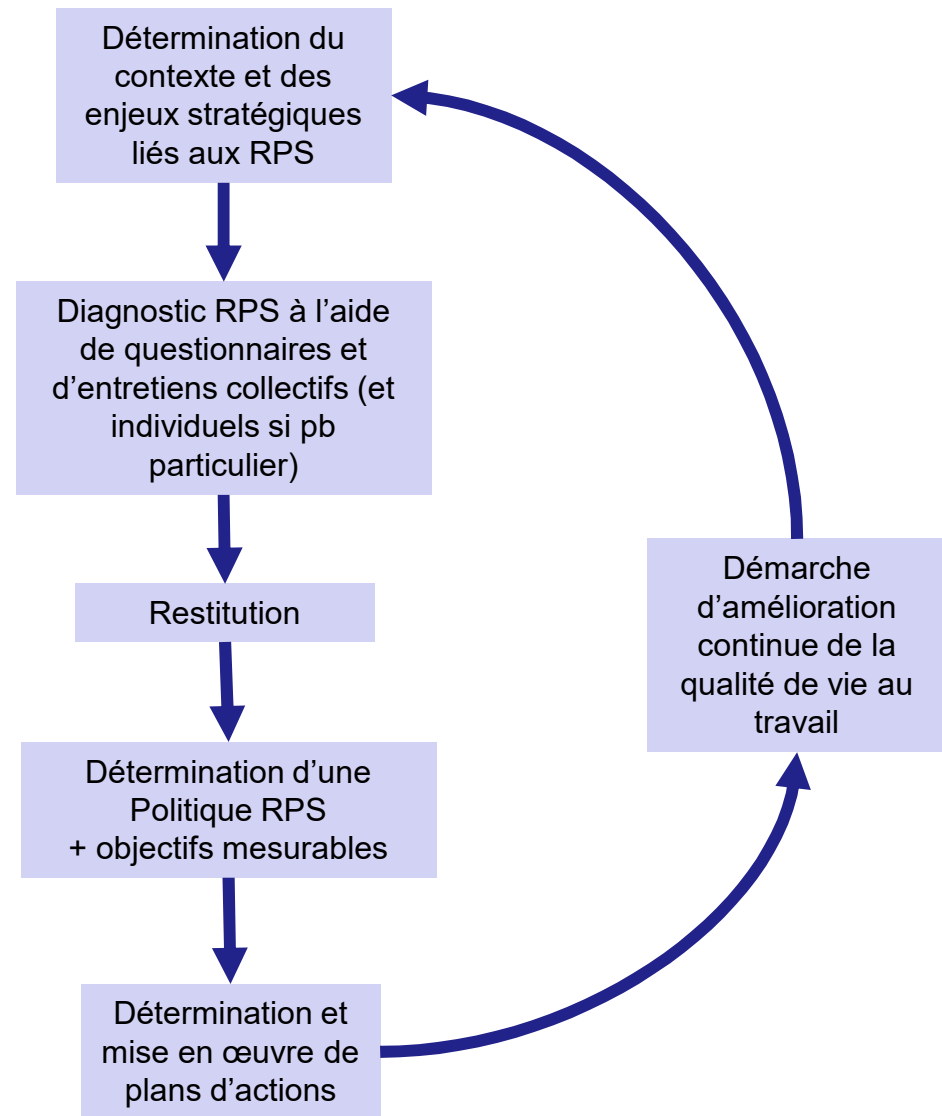 Détermination du
contexte et des
enjeux stratégiques
liés aux RPS
Diagnostic RPS à l’aide
de questionnaires et
d’entretiens collectifs (et
individuels si pb
particulier)
Restitution
Détermination d’une
Politique RPS
+ objectifs mesurables
Détermination et
mise en œuvre de
plans d’actions
Démarche
d’amélioration
continue de la
qualité de vie au
travail